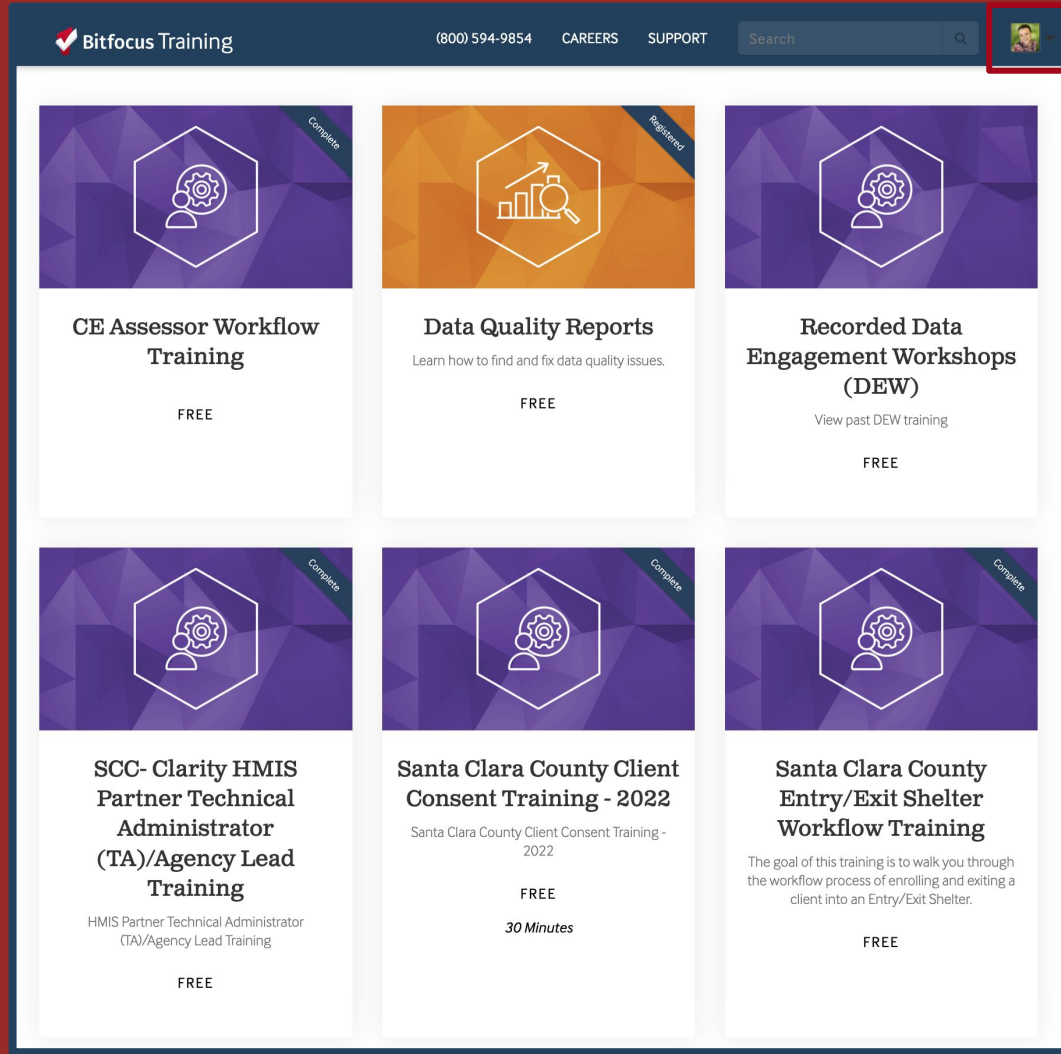 Bitfocus Training
(800) 594-9854 CAREERS SUPPORT Search
Complete
Registered
CE Assessor Workflow
Training
FREE
Data Quality Reports
Learn how to find and fix data quality issues.
FREE
Recorded Data
Engagement Workshops
(DEW)
View past DEW training
FREE
Complete
Complete
Complete
SCC- Clarity HMIS
Partner Technical
Administrator
(TA)/Agency Lead
Training
HMIS Partner Technical Administrator
(TA)/Agency Lead Training
FREE
Santa Clara County Client
Consent Training - 2022
Santa Clara County Client Consent Training -
2022
FREE
30 Minutes
Santa Clara County
Entry/Exit Shelter
Workflow Training
The goal of this training is to walk you through
the workflow process of enrolling and exiting a
client into an Entry/Exit Shelter.
FREE